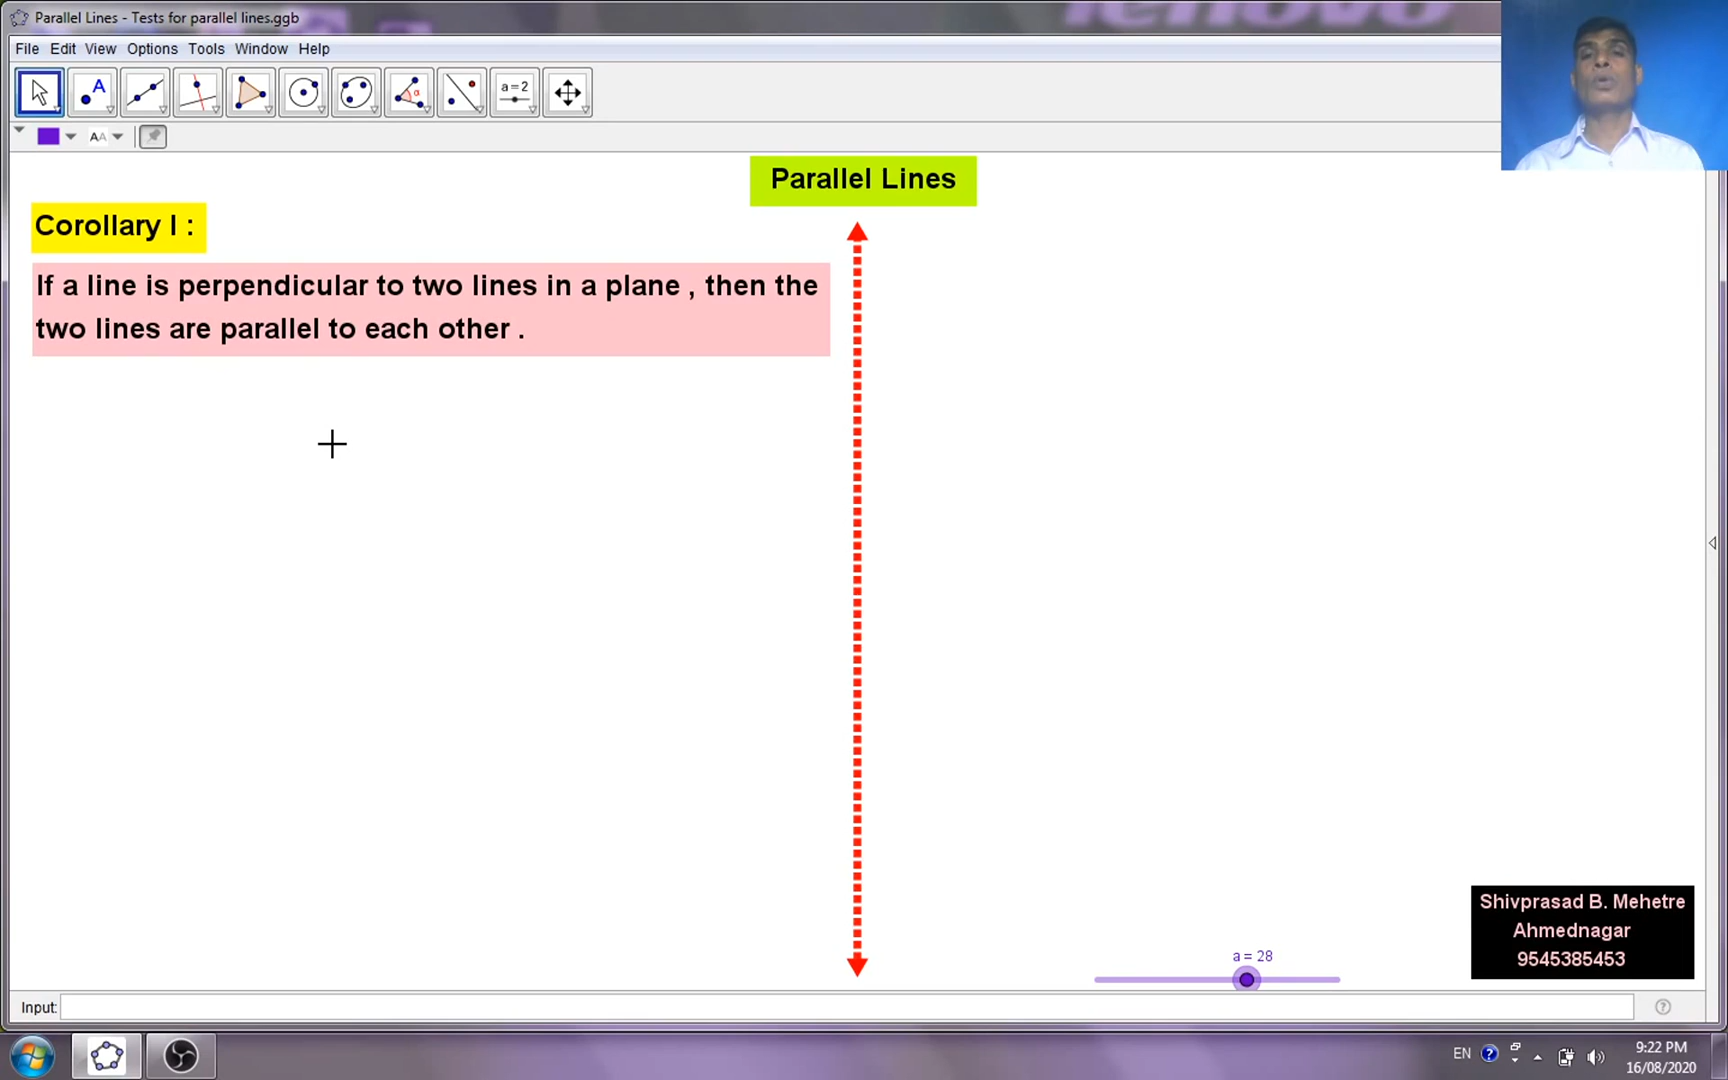 Parallel Lines - Tests for parallel lines.ggb
lenovo
File Edit View Options Tools Window Help
A
α
a = 2
AA
Parallel Lines
Corollary I :
If a line is perpendicular to two lines in a plane , then the
two lines are parallel to each other .
Shivprasad B. Mehetre
Ahmednagar
9545385453
a = 28
Input:
EN
9:22 PM
16/08/2020